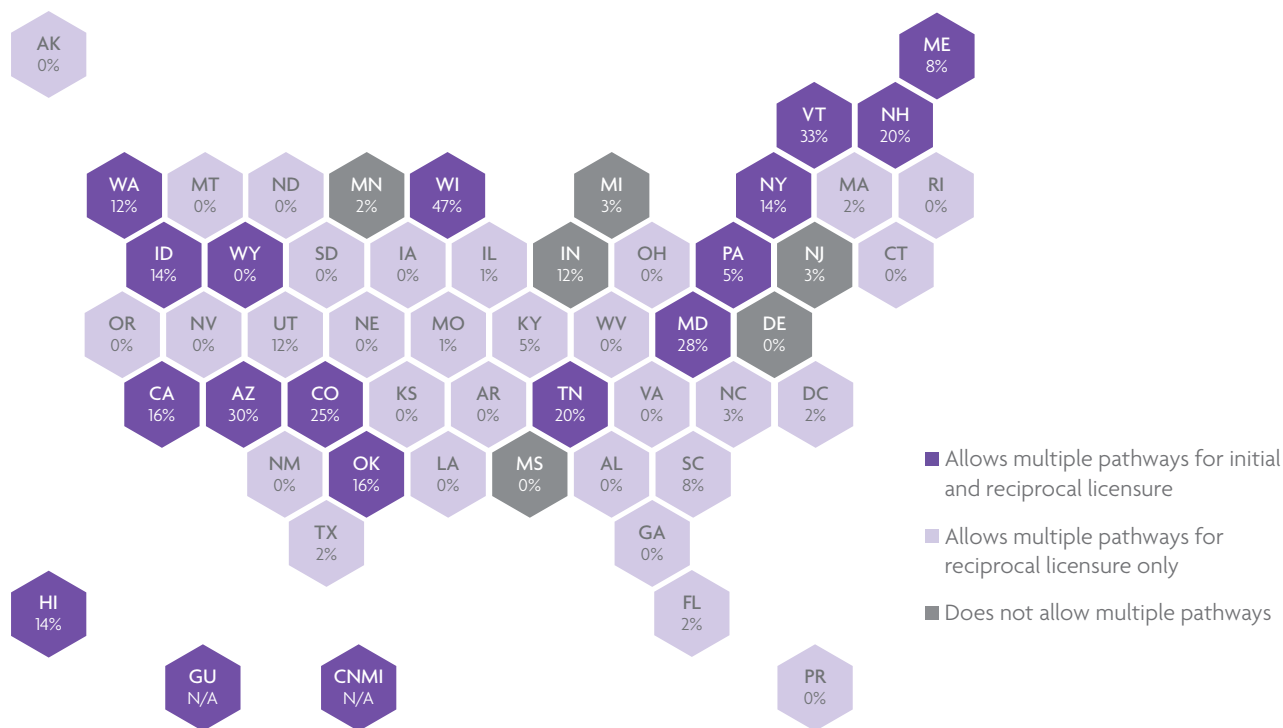 AK
0%
ME
8%
VT
33%
NH
20%
WA
12%
MT
0%
ND
0%
MN
2%
WI
47%
MI
3%
NY
14%
MA
2%
RI
0%
ID
14%
WY
0%
SD
0%
IA
0%
IL
1%
IN
12%
OH
0%
PA
5%
NJ
3%
CT
0%
OR
0%
NV
0%
UT
12%
NE
0%
MO
1%
KY
5%
WV
0%
MD
28%
DE
0%
CA
16%
AZ
30%
CO
25%
KS
0%
AR
0%
TN
20%
VA
0%
NC
3%
DC
2%
NM
0%
OK
16%
LA
0%
MS
0%
AL
0%
SC
8%
TX
2%
GA
0%
HI
14%
FL
2%
GU
N/A
CNMI
N/A
PR
0%
Allows multiple pathways for initial
and reciprocal licensure
Allows multiple pathways for
reciprocal licensure only
Does not allow multiple pathways